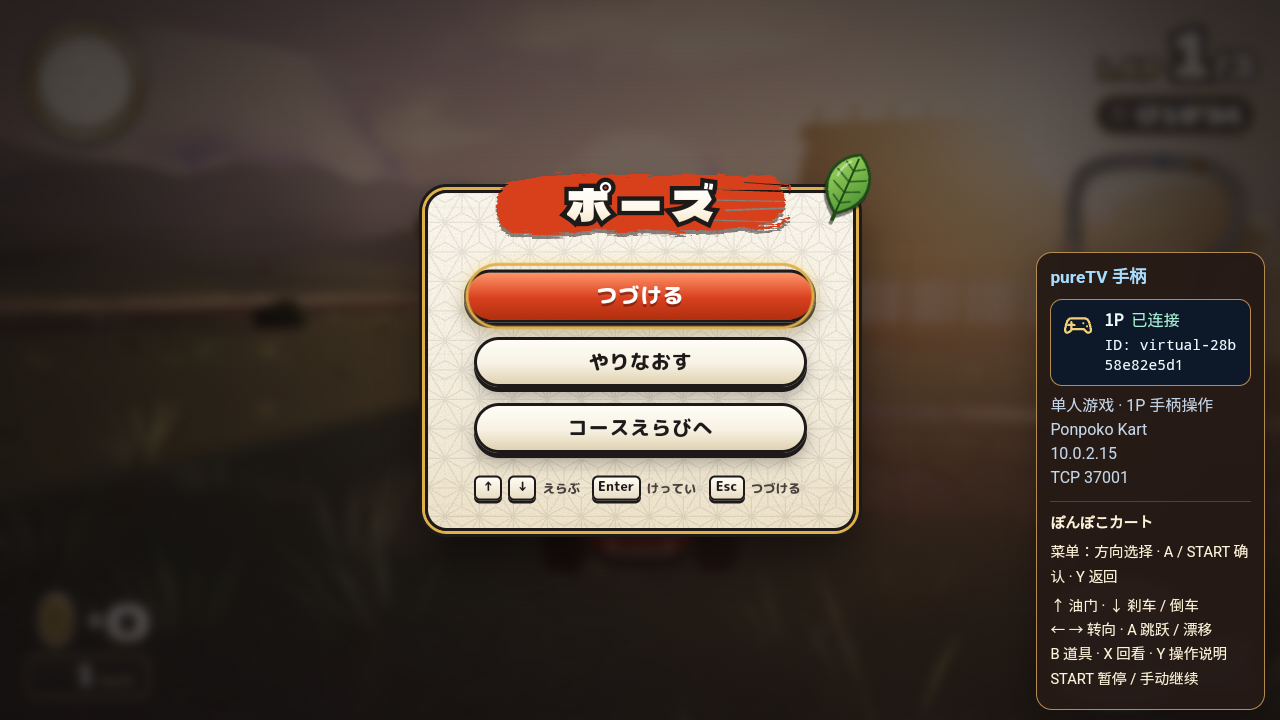 ポーズ
つづける
やりなおす
コースえらびへ
↑ ↓ えらぶ Enter けってい Esc つづける
pureTV 手柄
1P 已连接
ID: virtual-28b
58e82e5d1
单人游戏 · 1P 手柄操作
Ponpoko Kart
10.0.2.15
TCP 37001
ぽんぽこカート
菜单：方向选择 · A / START 确
认 · Y 返回
↑ 油门 · ↓ 刹车 / 倒车
← → 转向 · A 跳跃 / 漂移
B 道具 · X 回看 · Y 操作说明
START 暂停 / 手动继续